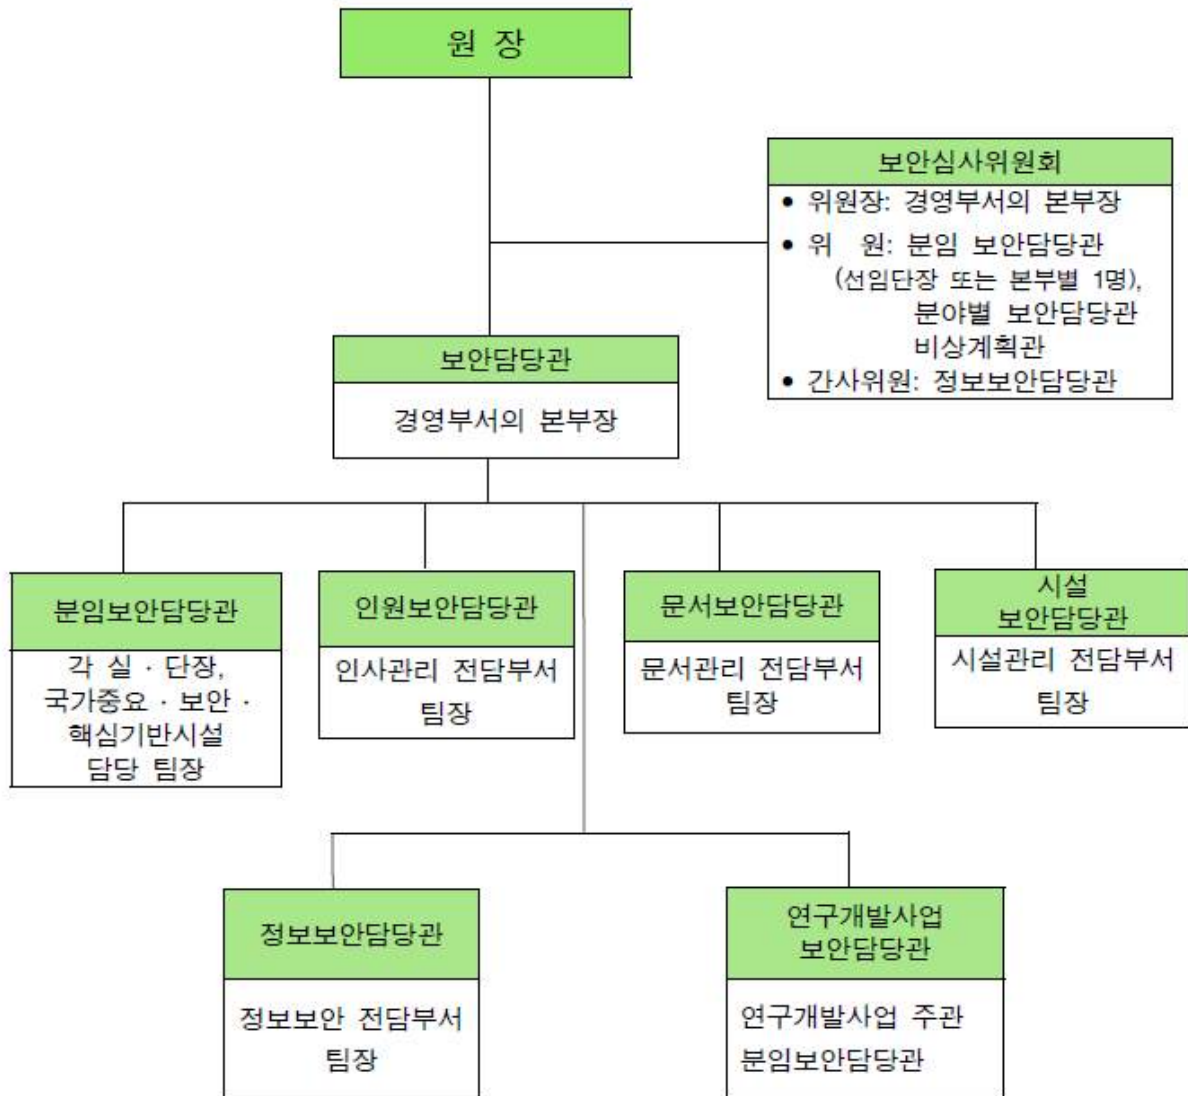 원 장
보안심사위원회
• 위원장: 경영부서의 본부장
• 위 원: 분임 보안담당관
(선임단장 또는 본부별 1명),
분야별 보안담당관
비상계획관
• 간사위원: 정보보안담당관
보안담당관
경영부서의 본부장
분임보안담당관
각 실 · 단장,
국가중요 · 보안 ·
핵심기반시설
담당 팀장
인원보안담당관
인사관리 전담부서
팀장
문서보안담당관
문서관리 전담부서
팀장
시설
보안담당관
시설관리 전담부서
팀장
정보보안담당관
정보보안 전담부서
팀장
연구개발사업
보안담당관
연구개발사업 주관
분임보안담당관